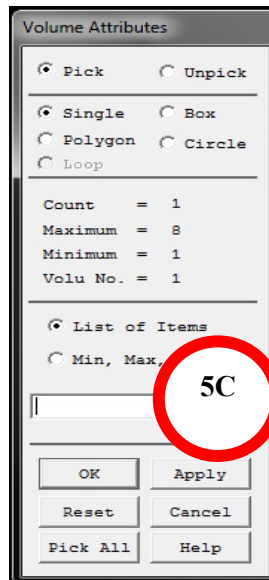 Volume Attributes
Pick Unpick
Single Box
Polygon Circle
Loop
Count = 1
Maximum = 8
Minimum = 1
Volu No. = 1
List of Items
Min, Max,
5C
OK Apply
Reset Cancel
Pick All Help